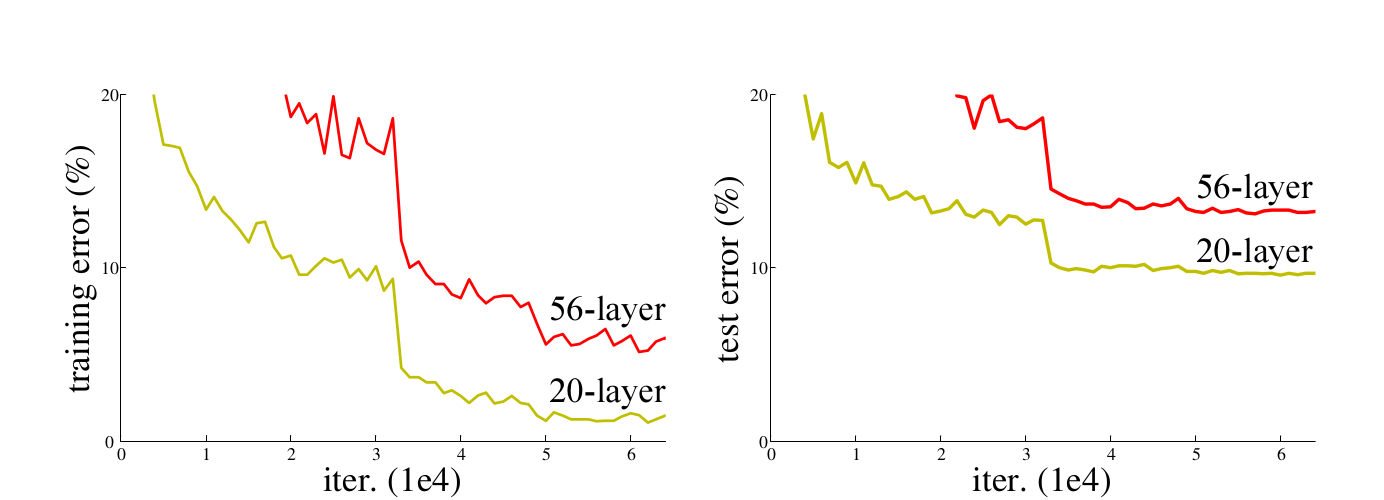 training error (%)
20
10
0
0 1 2 3 4 5 6
iter. (1e4)
56-layer
20-layer
test error (%)
20
10
0
0 1 2 3 4 5 6
iter. (1e4)
56-layer
20-layer